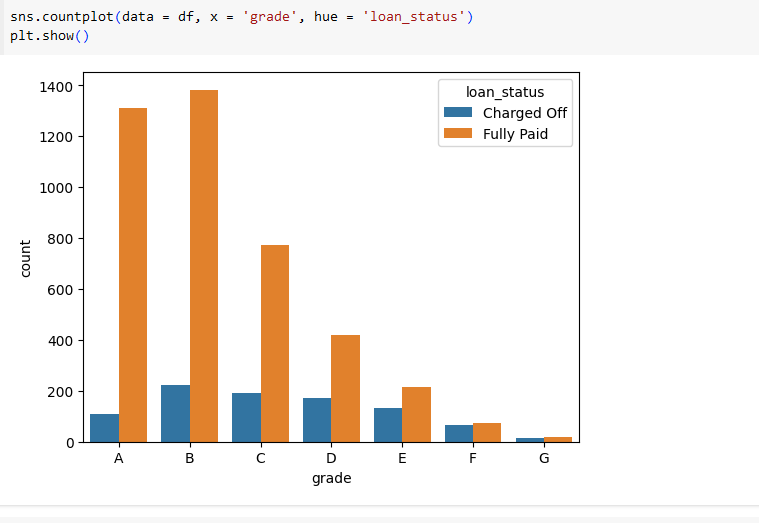 sns.countplot(data = df, x = 'grade', hue = 'loan_status')
plt.show()
loan_status
Charged Off
Fully Paid
1400
1200
1000
800
600
400
200
0
count
A B C D E F G
grade